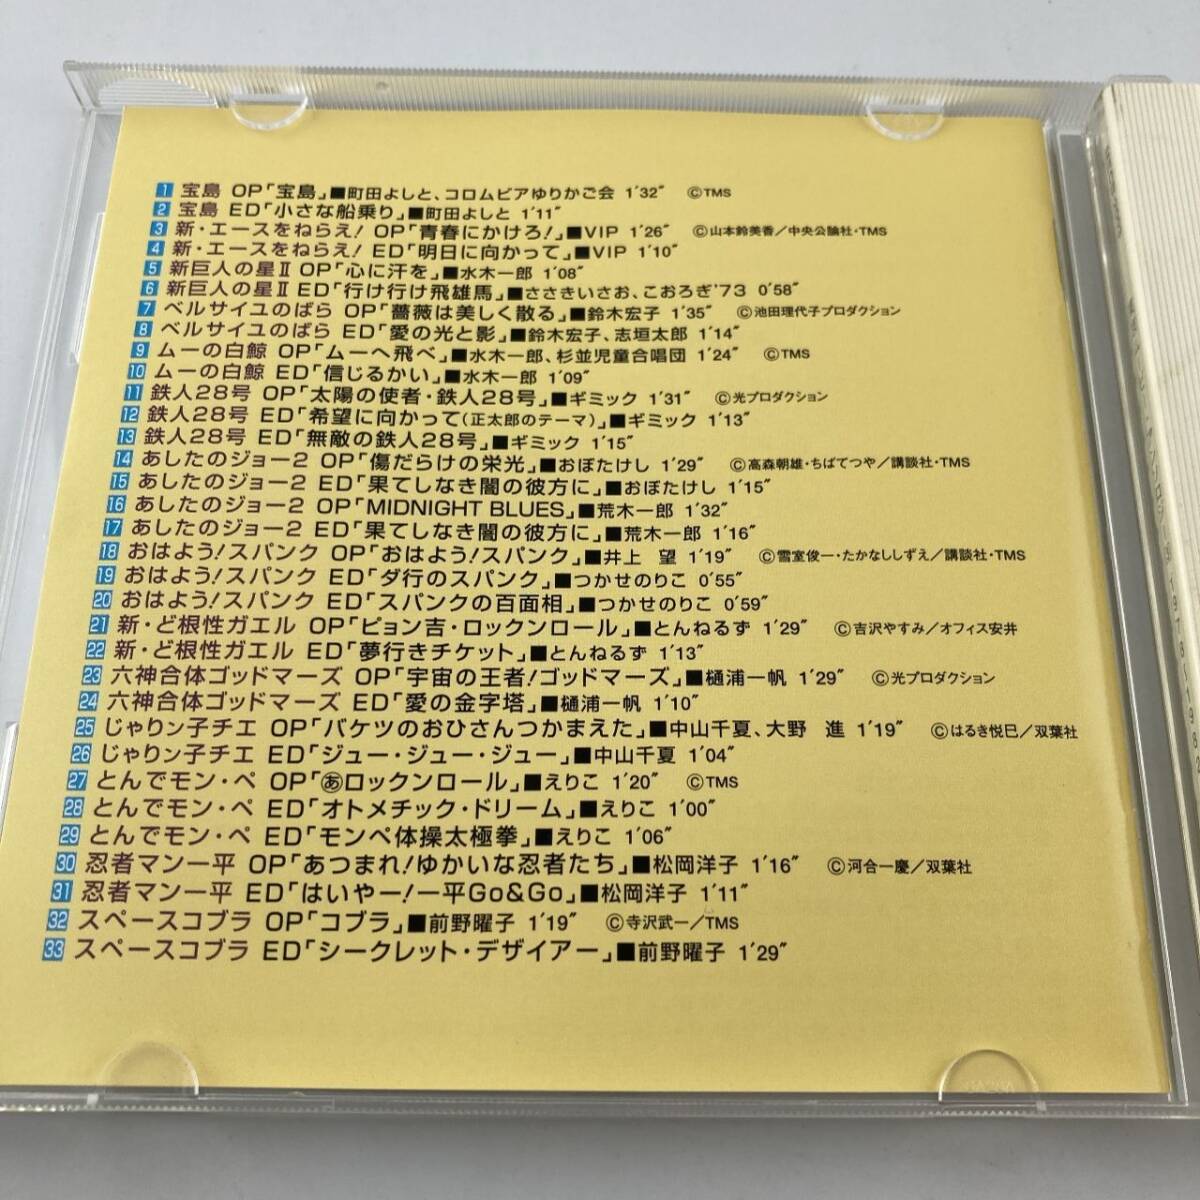 1 宝島 OP「宝島」■町田よしと、コロムビアゆりかご会 1′32″ ⒸTMS
2 宝島 ED「小さな船乗り」■町田よしと 1′11″
3 新・エースをねらえ! OP「青春にかけろ!」■VIP 1′26″ Ⓒ山本鈴美香／中央公論社・TMS
4 新・エースをねらえ! ED「明日に向かって」■VIP 1′10″
5 新巨人の星Ⅱ OP「心に汗を」■水木一郎 1′08″
6 新巨人の星Ⅱ ED「行け行け飛雄馬」■ささきいさお、こおろぎ'73 0′58″
7 ベルサイユのばら OP「薔薇は美しく散る」■鈴木宏子 1′35″ Ⓒ池田理代子プロダクション
8 ベルサイユのばら ED「愛の光と影」■鈴木宏子、志垣太郎 1′14″
9 ムーの白鯨 OP「ムーへ飛べ」■水木一郎、杉並児童合唱団 1′24″ ⒸTMS
10 ムーの白鯨 ED「信じるかい」■水木一郎 1′09″
11 鉄人28号 OP「太陽の使者・鉄人28号」■ギミック 1′31″ Ⓒ光プロダクション
12 鉄人28号 ED「希望に向かって(正太郎のテーマ)」■ギミック 1′13″
13 鉄人28号 ED「無敵の鉄人28号」■ギミック 1′15″
14 あしたのジョー2 OP「傷だらけの栄光」■おぼたけし 1′29″ Ⓒ高森朝雄・ちばてつや／講談社・TMS
15 あしたのジョー2 ED「果てしなき闇の彼方に」■おぼたけし 1′15″
16 あしたのジョー2 OP「MIDNIGHT BLUES」■荒木一郎 1′32″
17 あしたのジョー2 ED「果てしなき闇の彼方に」■荒木一郎 1′16″
18 おはよう!スパンク OP「おはよう!スパンク」■井上 望 1′19″ Ⓒ雪室俊一・たかなししずえ／講談社・TMS
19 おはよう!スパンク ED「ダ行のスパンク」■つかせのりこ 0′55″
20 おはよう!スパンク ED「スパンクの百面相」■つかせのりこ 0′59″
21 新・ど根性ガエル OP「ピョン吉・ロックンロール」■とんねるず 1′29″ Ⓒ吉沢やすみ／オフィス安井
22 新・ど根性ガエル ED「夢行きチケット」■とんねるず 1′13″
23 六神合体ゴッドマーズ OP「宇宙の王者!ゴッドマーズ」■樋浦一帆 1′29″ Ⓒ光プロダクション
24 六神合体ゴッドマーズ ED「愛の金字塔」■樋浦一帆 1′10″
25 じゃりン子チエ OP「バケツのおひさんつかまえた」■中山千夏、大野 進 1′19″ Ⓒはるき悦巳／双葉社
26 じゃりン子チエ ED「ジュー・ジュー・ジュー」■中山千夏 1′04″
27 とんでモン・ペ OP「㋐ロックンロール」■えりこ 1′20″ ⒸTMS
28 とんでモン・ペ ED「オトメチック・ドリーム」■えりこ 1′00″
29 とんでモン・ペ ED「モンペ体操太極拳」■えりこ 1′06″
30 忍者マン一平 OP「あつまれ!ゆかいな忍者たち」■松岡洋子 1′16″ Ⓒ河合一慶／双葉社
31 忍者マン一平 ED「はいやー!一平Go&Go」■松岡洋子 1′11
32 スペースコブラ OP「コブラ」■前野曜子 1′19″ Ⓒ寺沢武一／TMS
33 スペースコブラ ED「シークレット・デザイアー」■前野曜子 1′29″